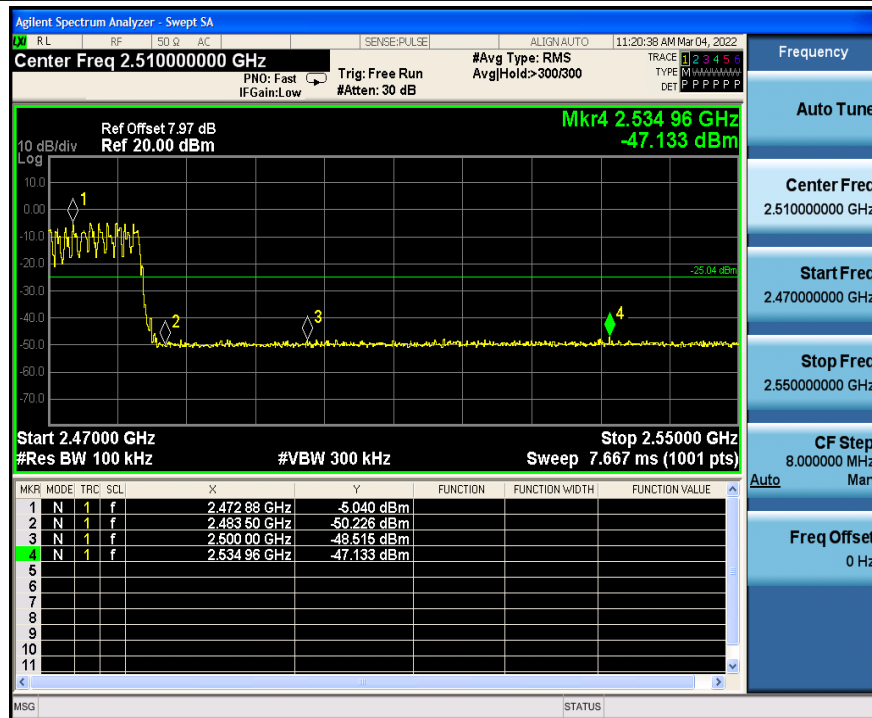 Agilent Spectrum Analyzer - Swept SA
LXI RL RF 50 Ω AC SENSE:PULSE ALIGN AUTO 11:20:38 AM Mar 04, 2022
Center Freq 2.510000000 GHz
PNO: Fast
IFGain:Low
Trig: Free Run
#Atten: 30 dB
#Avg Type: RMS
Avg|Hold:>300/300
TRACE 1 2 3 4 5 6
TYPE M WWWWW
DET P P P P P P
Mkr4 2.534 96 GHz
-47.133 dBm
Ref Offset 7.97 dB
10 dB/div Ref 20.00 dBm
Log
10.0
0.00
-10.0
-20.0
-30.0
-40.0
-50.0
-60.0
-70.0
1
2
3
4
-25.04 dBm
Start 2.47000 GHz Stop 2.55000 GHz
#Res BW 100 kHz #VBW 300 kHz Sweep 7.667 ms (1001 pts)
MKR MODE TRC SCL X Y FUNCTION FUNCTION WIDTH FUNCTION VALUE
1 N 1 f 2.472 88 GHz -5.040 dBm
2 N 1 f 2.483 50 GHz -50.226 dBm
3 N 1 f 2.500 00 GHz -48.515 dBm
4 N 1 f 2.534 96 GHz -47.133 dBm
5
6
7
8
9
10
11
MSG STATUS
Frequency
Auto Tune
Center Freq
2.510000000 GHz
Start Freq
2.470000000 GHz
Stop Freq
2.550000000 GHz
CF Step
8.000000 MHz
Auto Man
Freq Offset
0 Hz